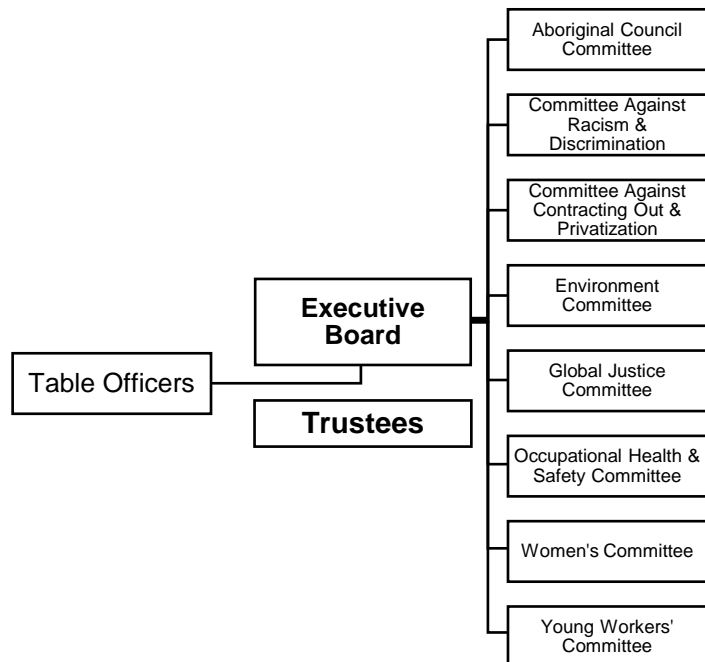 Aboriginal Council
Committee
Committee Against
Racism &
Discrimination
Committee Against
Contracting Out &
Privatization
Environment
Committee
Executive
Board
Global Justice
Committee
Table Officers
Trustees
Occupational Health &
Safety Committee
Women's Committee
Young Workers'
Committee